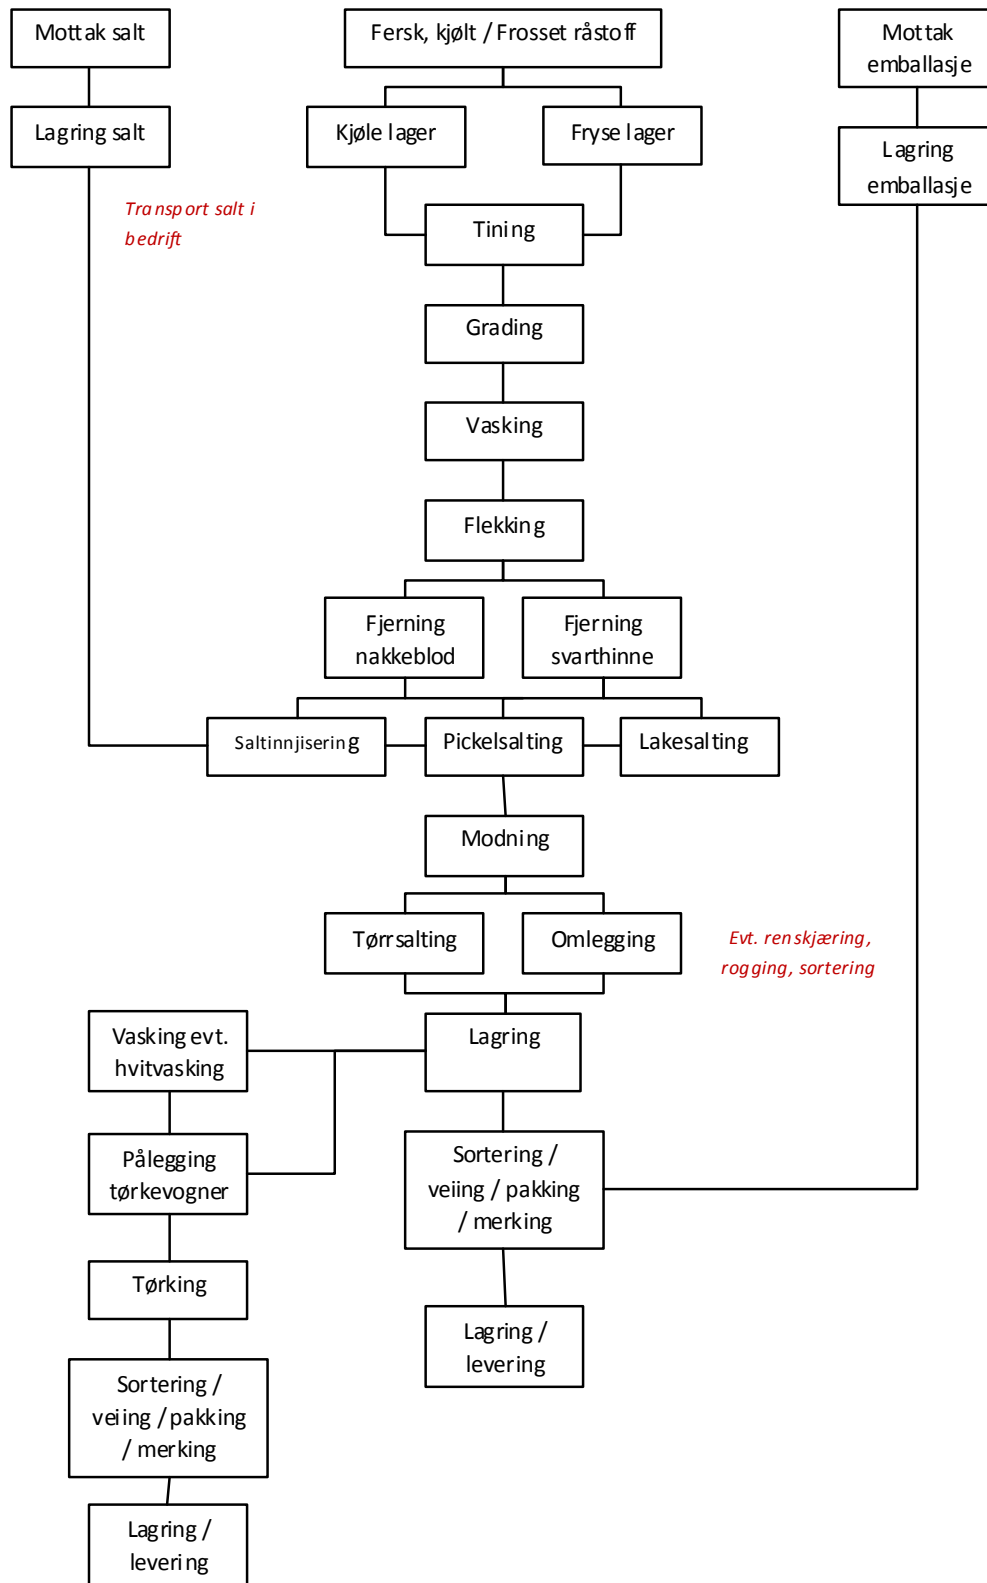 Mottak salt
Fersk, kjølt / Frosset råstoff
Mottak
emballasje
Lagring salt
Kjøle lager
Fryse lager
Lagring
emballasje
Transport salt i
bedrift
Tining
Grading
Vasking
Flekking
Fjerning
nakkeblod
Fjerning
svarthinne
Saltinnjisering
Pickelsalting
Lakesalting
Modning
Tørrsalting
Omlegging
Evt. renskjæring,
rogging, sortering
Vasking evt.
hvitvasking
Lagring
Pålegging
tørkevogner
Sortering /
veiing / pakking
/ merking
Tørking
Lagring /
levering
Sortering /
veiing / pakking
/ merking
Lagring /
levering